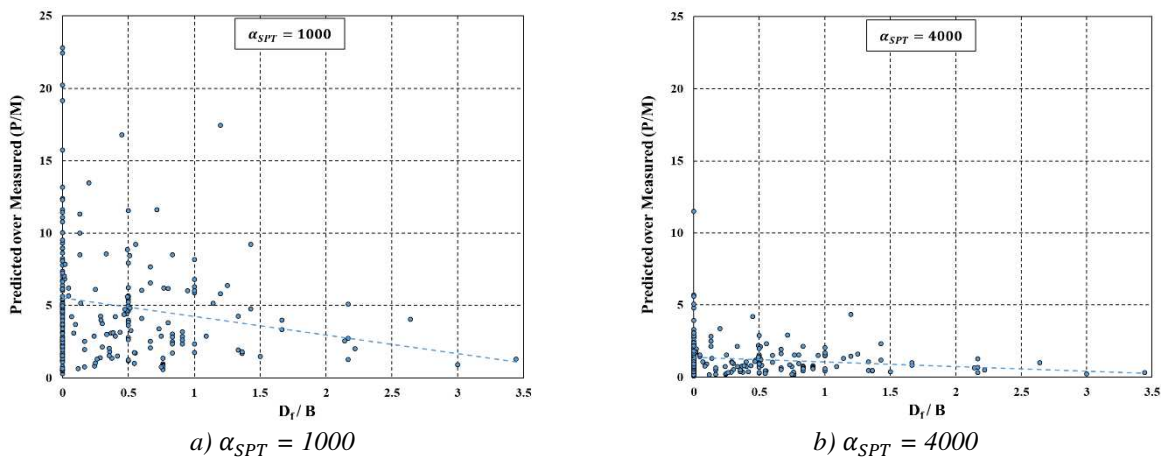 α_SPT = 1000
25
20
15
10
5
0
Predicted over Measured (P/M)
0 0.5 1 1.5 2 2.5 3 3.5
D_f / B
a) α_SPT = 1000
α_SPT = 4000
25
20
15
10
5
0
Predicted over Measured (P/M)
0 0.5 1 1.5 2 2.5 3 3.5
D_f / B
b) α_SPT = 4000